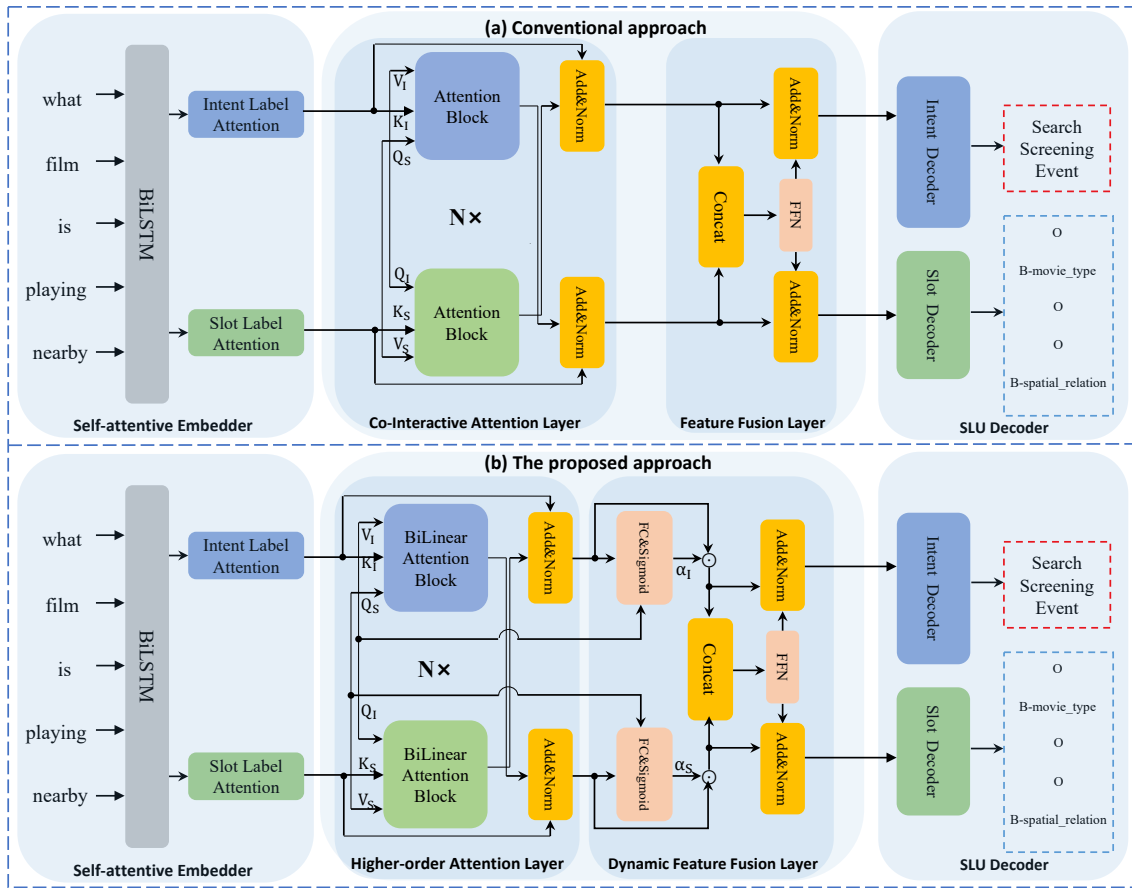 (a) Conventional approach
what
film
is
playing
nearby
BiLSTM
Intent Label
Attention
Slot Label
Attention
Self-attentive Embedder
V_I
K_I
Q_S
Attention
Block
N×
Q_I
K_S
V_S
Attention
Block
Add&Norm
Add&Norm
Co-Interactive Attention Layer
Concat
FFN
Add&Norm
Add&Norm
Feature Fusion Layer
Intent Decoder
Slot Decoder
Search
Screening
Event
O
B-movie_type
O
O
B-spatial_relation
SLU Decoder
(b) The proposed approach
what
film
is
playing
nearby
BiLSTM
Intent Label
Attention
Slot Label
Attention
Self-attentive Embedder
V_I
K_I
Q_S
BiLinear
Attention
Block
N×
Q_I
K_S
V_S
BiLinear
Attention
Block
Add&Norm
Add&Norm
Higher-order Attention Layer
FC&Sigmoid
α_I
FC&Sigmoid
α_S
Concat
FFN
Add&Norm
Add&Norm
Dynamic Feature Fusion Layer
Intent Decoder
Slot Decoder
Search
Screening
Event
O
B-movie_type
O
O
B-spatial_relation
SLU Decoder